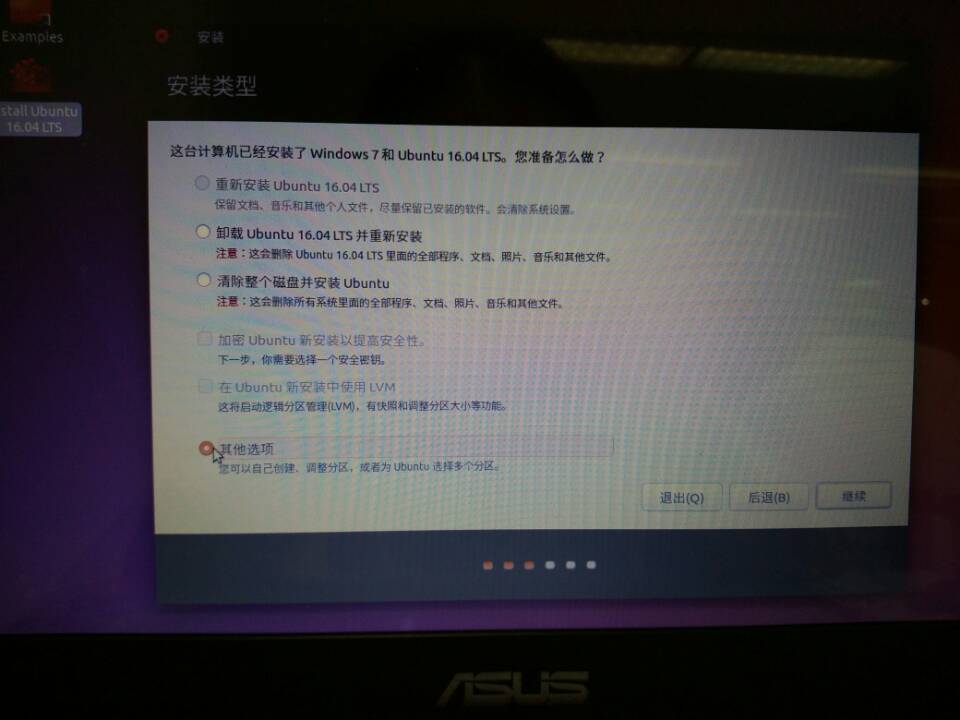 Examples
安装
安装类型
stall Ubuntu
16.04 LTS
这台计算机已经安装了 Windows 7 和 Ubuntu 16.04 LTS。您准备怎么做？
重新安装 Ubuntu 16.04 LTS
保留文档、音乐和其他个人文件，尽量保留已安装的软件。会清除系统设置。
卸载 Ubuntu 16.04 LTS 并重新安装
注意：这会删除 Ubuntu 16.04 LTS 里面的全部程序、文档、照片、音乐和其他文件。
清除整个磁盘并安装 Ubuntu
注意：这会删除所有系统里面的全部程序、文档、照片、音乐和其他文件。
加密 Ubuntu 新安装以提高安全性。
下一步，你需要选择一个安全密钥。
在 Ubuntu 新安装中使用 LVM
这将启动逻辑分区管理(LVM)，有快照和调整分区大小等功能。
其他选项
您可以自己创建、调整分区，或者为 Ubuntu 选择多个分区。
退出(Q) 后退(B) 继续
ASUS